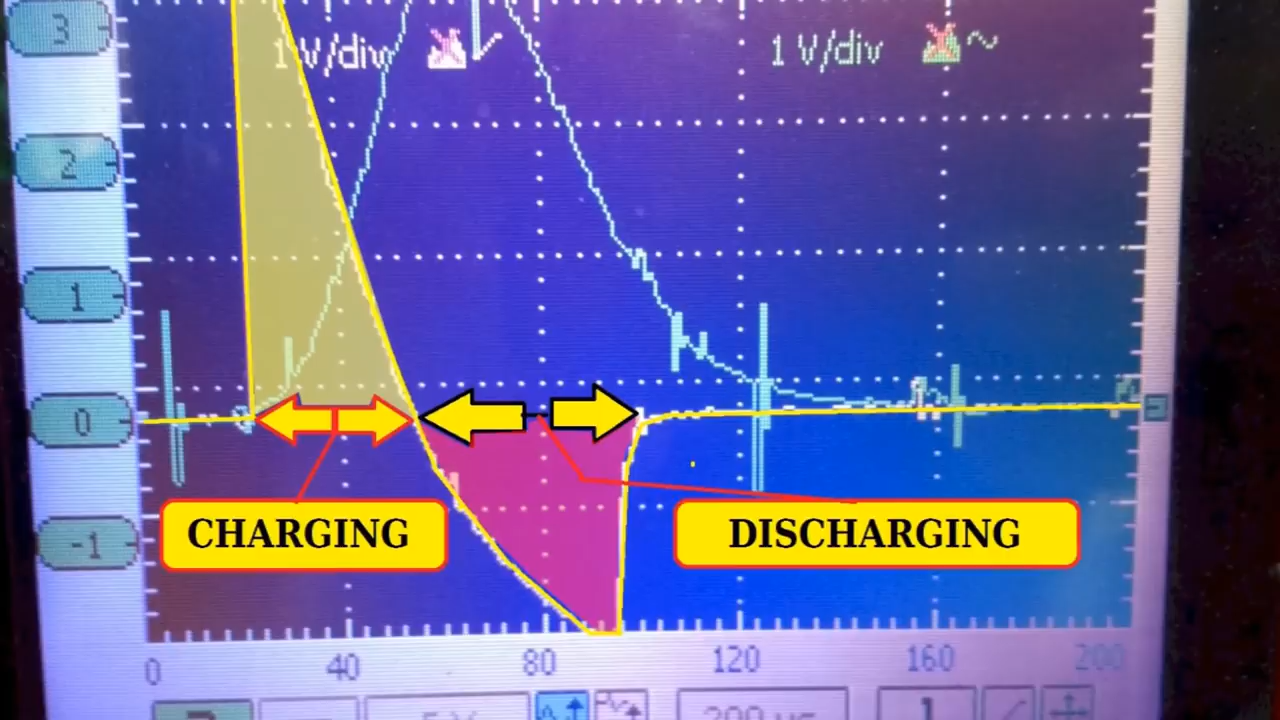 3
1 V/div
1 V/div
2
1
0
CHARGING
DISCHARGING
-1
0 40 80 120 160 200